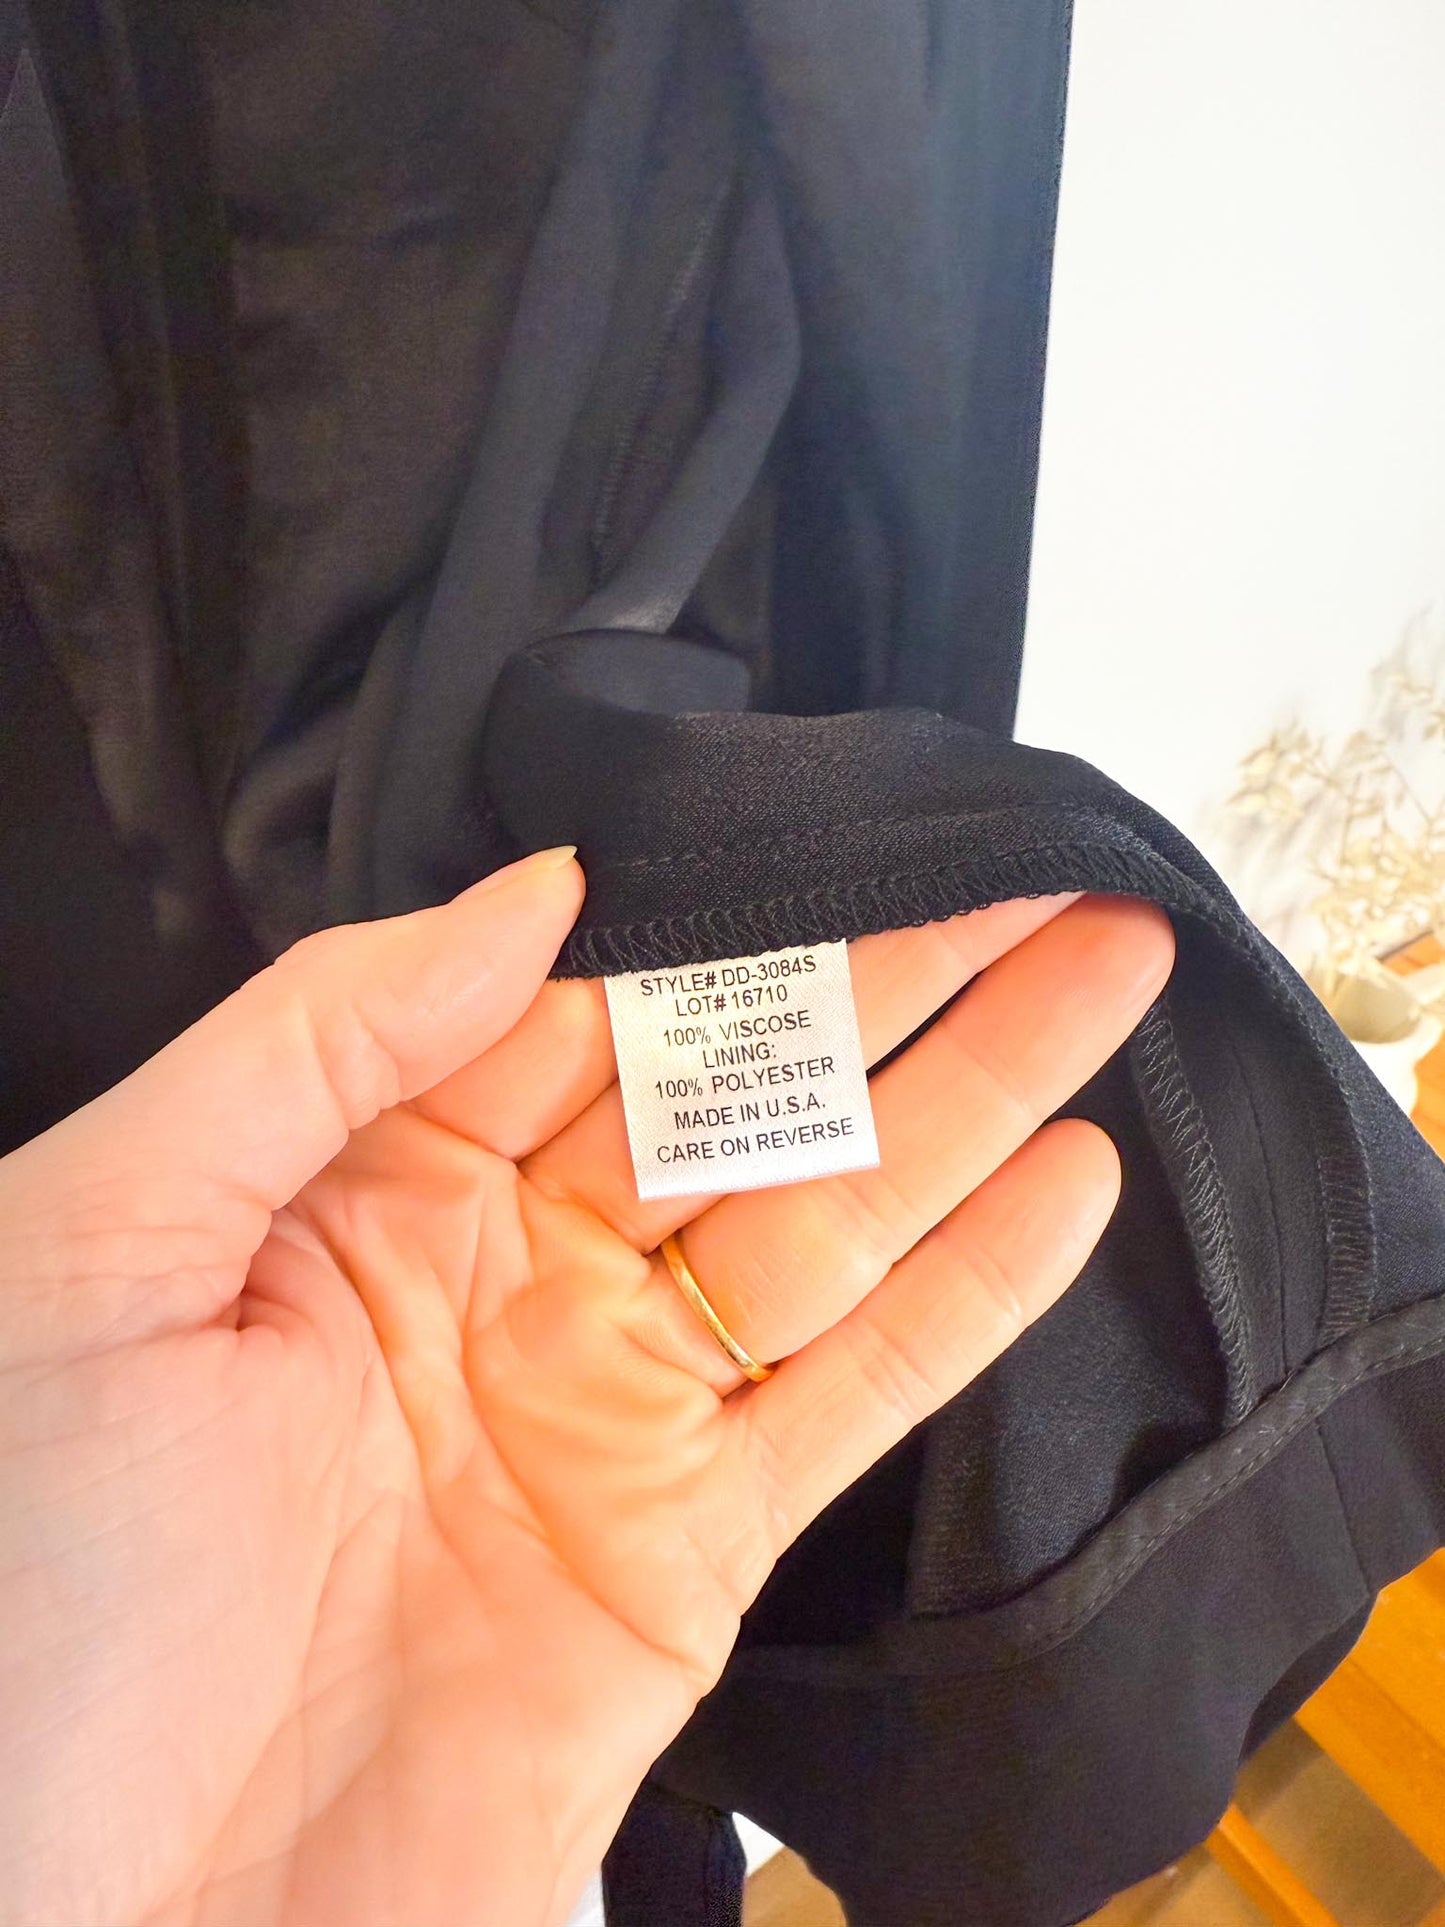 STYLE# DD-3084S
LOT# 16710
100% VISCOSE
LINING:
100% POLYESTER
MADE IN U.S.A.
CARE ON REVERSE